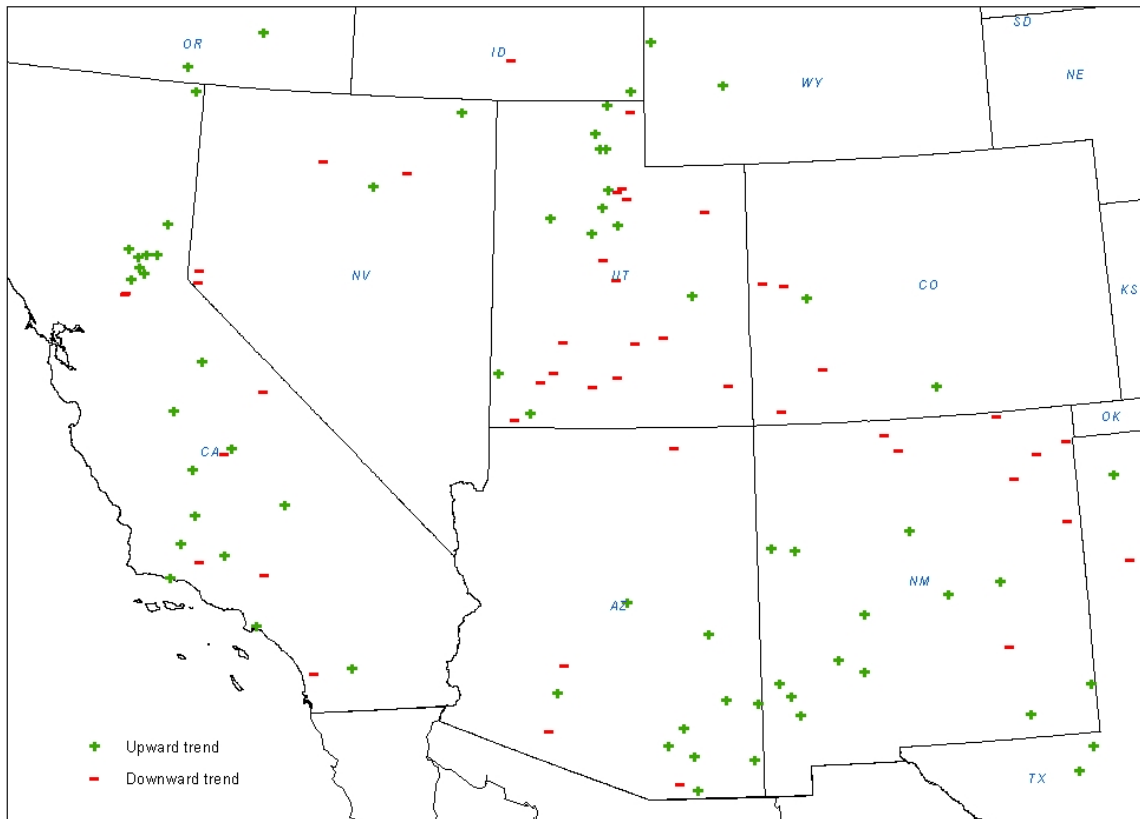 SD
OR
ID
NE
WY
NV
UT
CO
KS
OK
CA
NM
AZ
Upward trend
Downward trend
TX